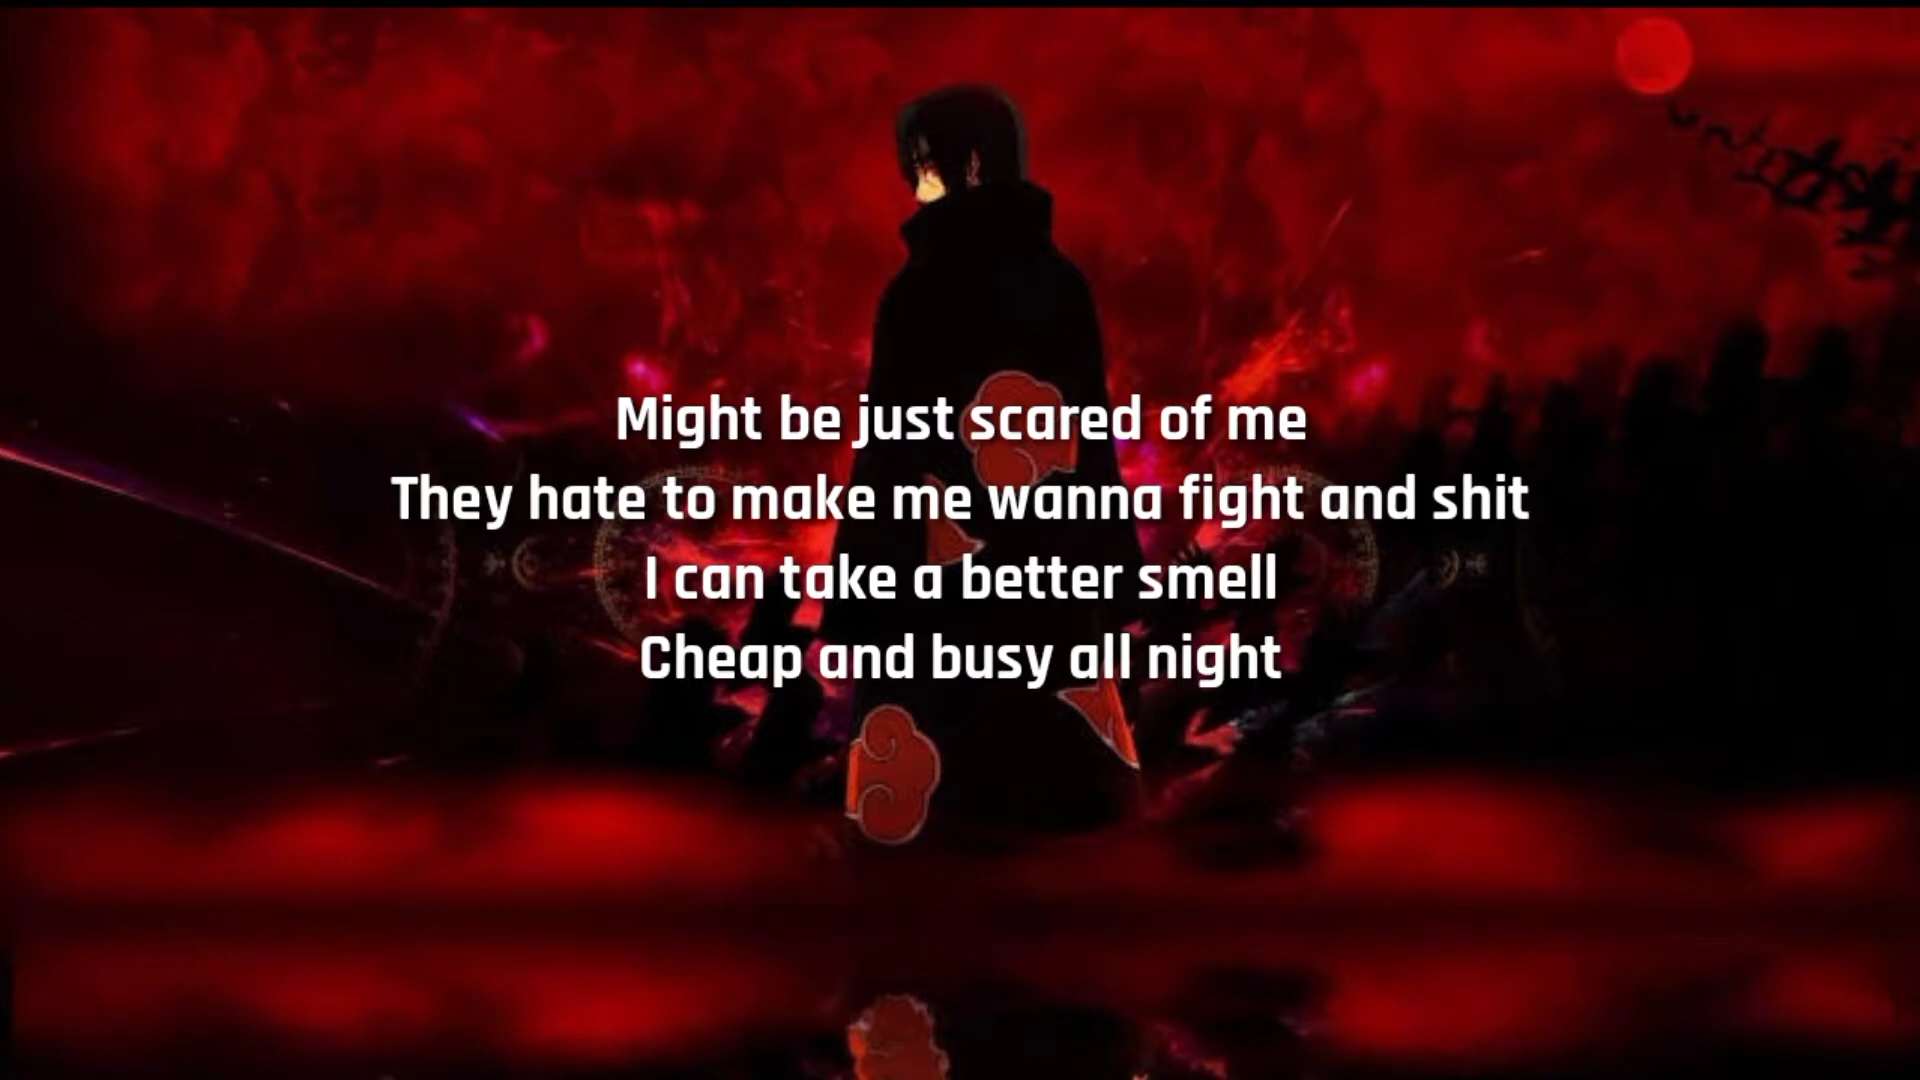 Might be just scared of me
They hate to make me wanna fight and shit
I can take a better smell
Cheap and busy all night